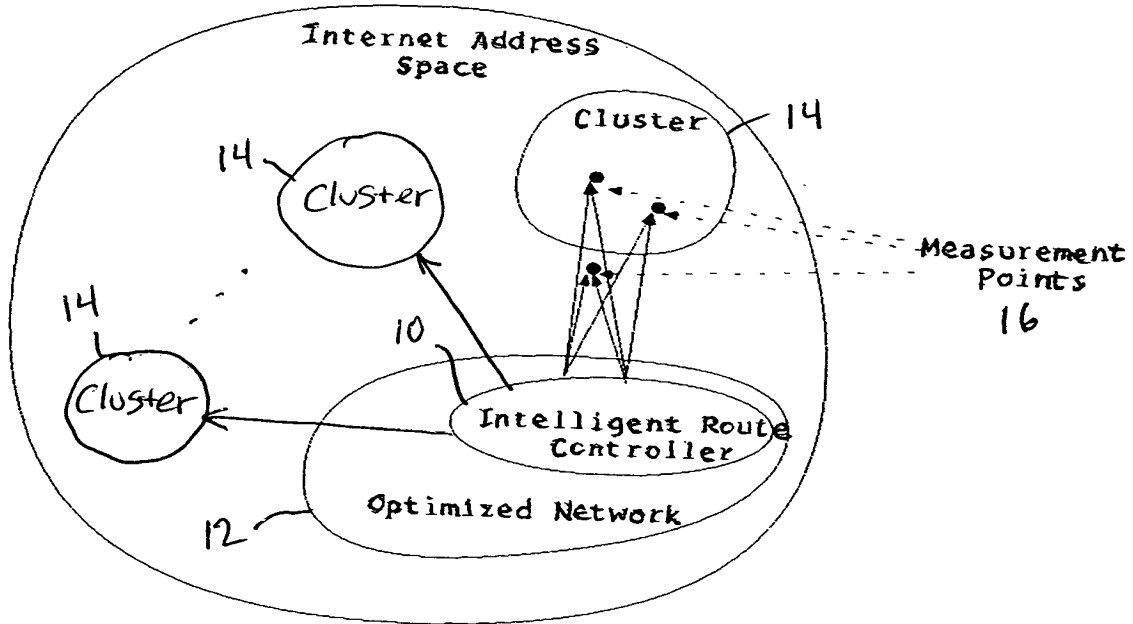 Internet Address
Space
Cluster
14
14
Cluster
Measurement
Points
16
14
10
Cluster
Intelligent Route
Controller
Optimized Network
12